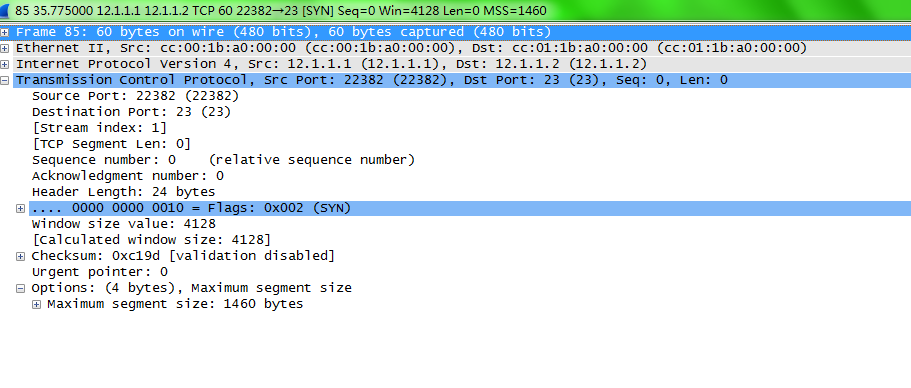 85 35.775000 12.1.1.1 12.1.1.2 TCP 60 22382→23 [SYN] Seq=0 Win=4128 Len=0 MSS=1460
Frame 85: 60 bytes on wire (480 bits), 60 bytes captured (480 bits)
Ethernet II, Src: cc:00:1b:a0:00:00 (cc:00:1b:a0:00:00), Dst: cc:01:1b:a0:00:00 (cc:01:1b:a0:00:00)
Internet Protocol Version 4, Src: 12.1.1.1 (12.1.1.1), Dst: 12.1.1.2 (12.1.1.2)
Transmission Control Protocol, Src Port: 22382 (22382), Dst Port: 23 (23), Seq: 0, Len: 0
Source Port: 22382 (22382)
Destination Port: 23 (23)
[Stream index: 1]
[TCP Segment Len: 0]
Sequence number: 0    (relative sequence number)
Acknowledgment number: 0
Header Length: 24 bytes
.... 0000 0000 0010 = Flags: 0x002 (SYN)
Window size value: 4128
[Calculated window size: 4128]
Checksum: 0xc19d [validation disabled]
Urgent pointer: 0
Options: (4 bytes), Maximum segment size
Maximum segment size: 1460 bytes